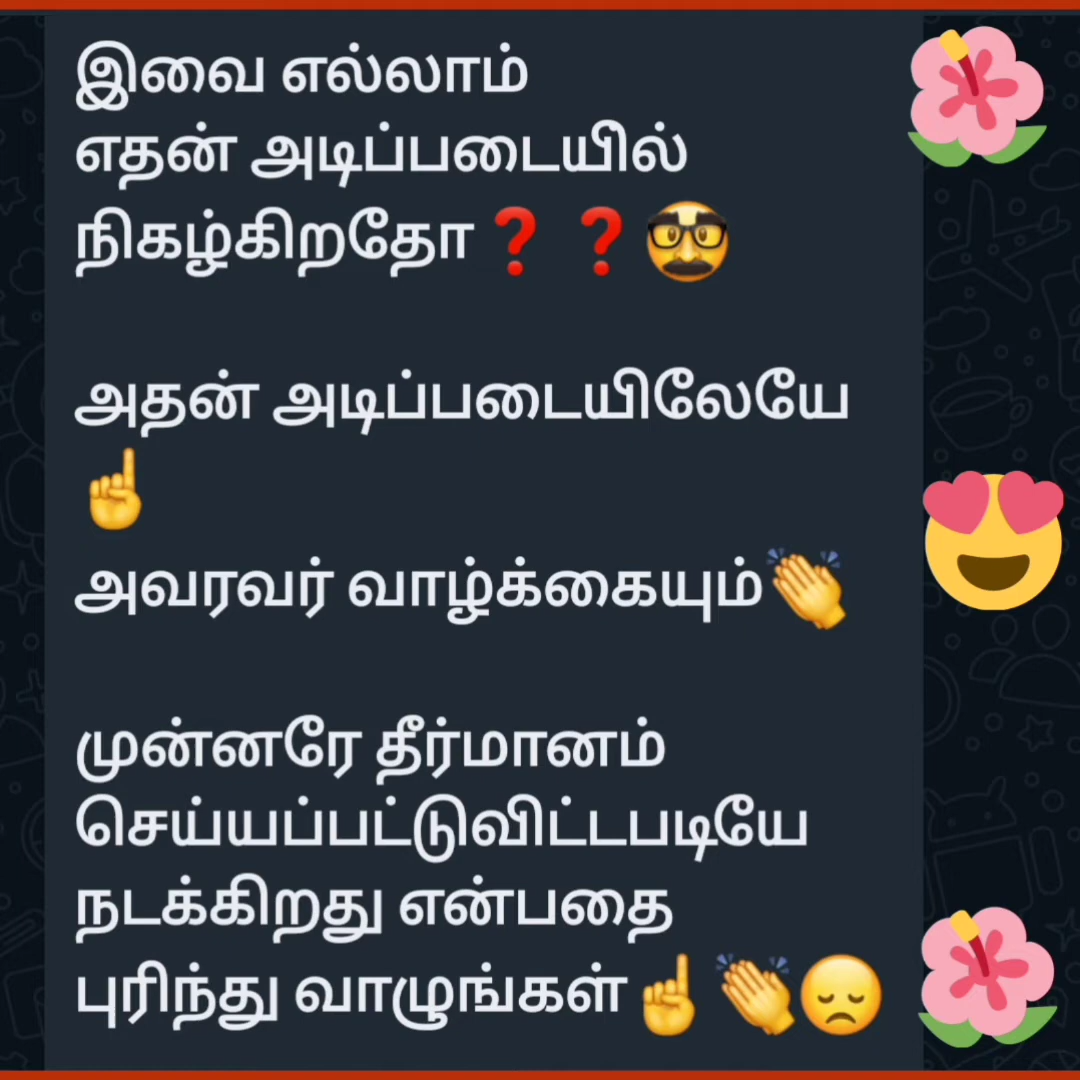 இவை எல்லாம்
எதன் அடிப்படையில்
நிகழ்கிறதோ❓❓🥸
அதன் அடிப்படையிலேயே
☝️
அவரவர் வாழ்க்கையும்👏
முன்னரே தீர்மானம்
செய்யப்பட்டுவிட்டபடியே
நடக்கிறது என்பதை
புரிந்து வாழுங்கள்☝️👏😞